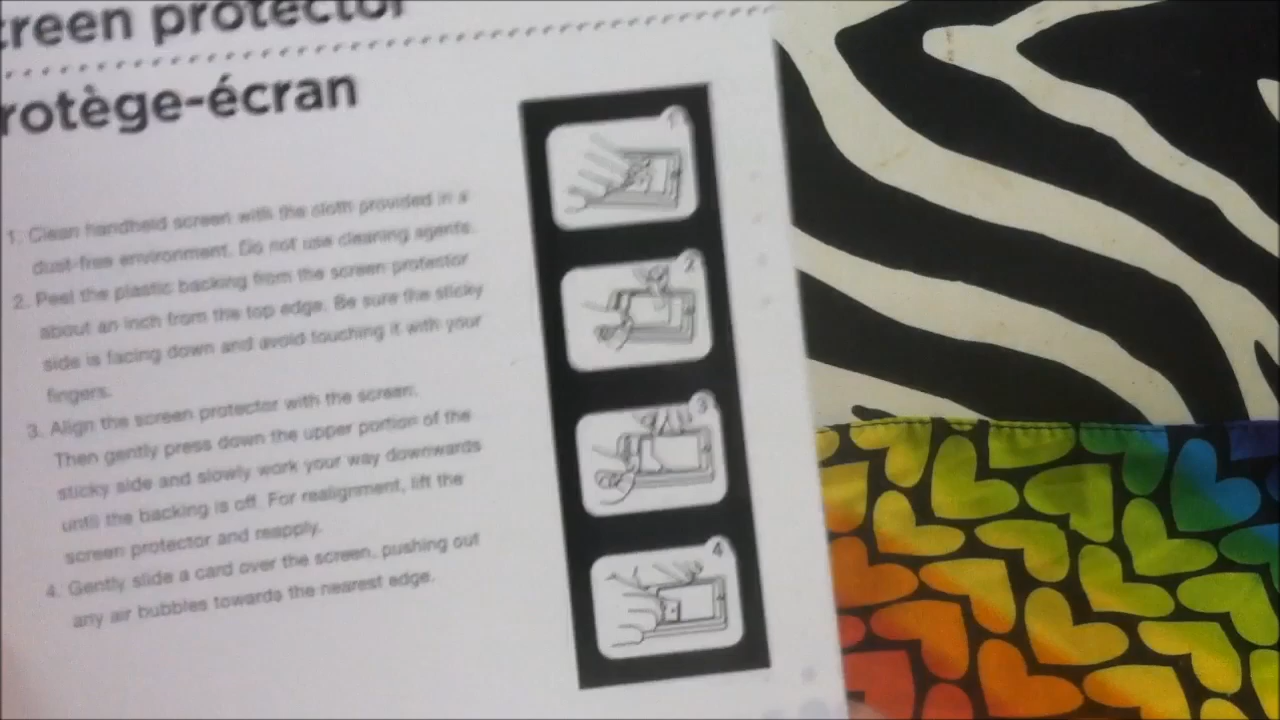 creen protector
rotège-écran
1. Clean handheld screen with the cloth provided in a
dust-free environment. Do not use cleaning agents.
2. Peel the plastic backing from the screen protector
about an inch from the top edge. Be sure the sticky
side is facing down and avoid touching it with your
fingers.
3. Align the screen protector with the screen.
Then gently press down the upper portion of the
sticky side and slowly work your way downwards
until the backing is off. For realignment, lift the
screen protector and reapply.
4. Gently slide a card over the screen, pushing out
any air bubbles towards the nearest edge.
1
2
3
4